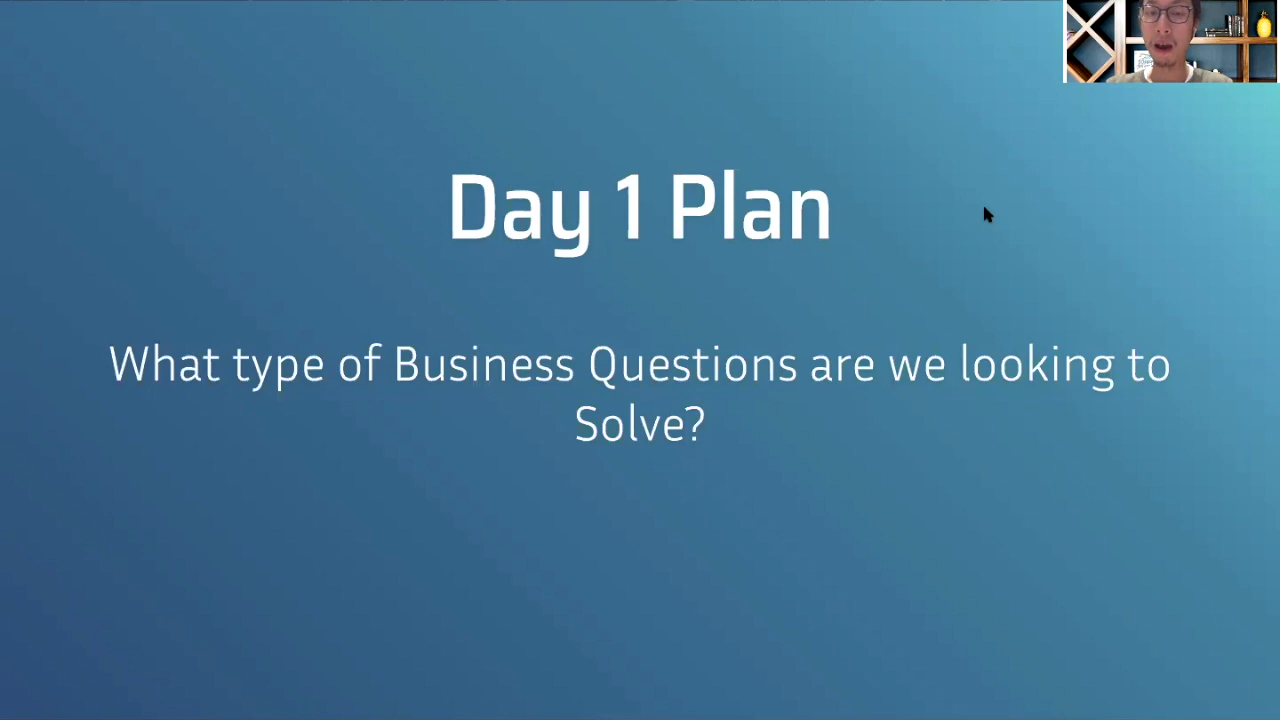 Day 1 Plan
What type of Business Questions are we looking to
Solve?